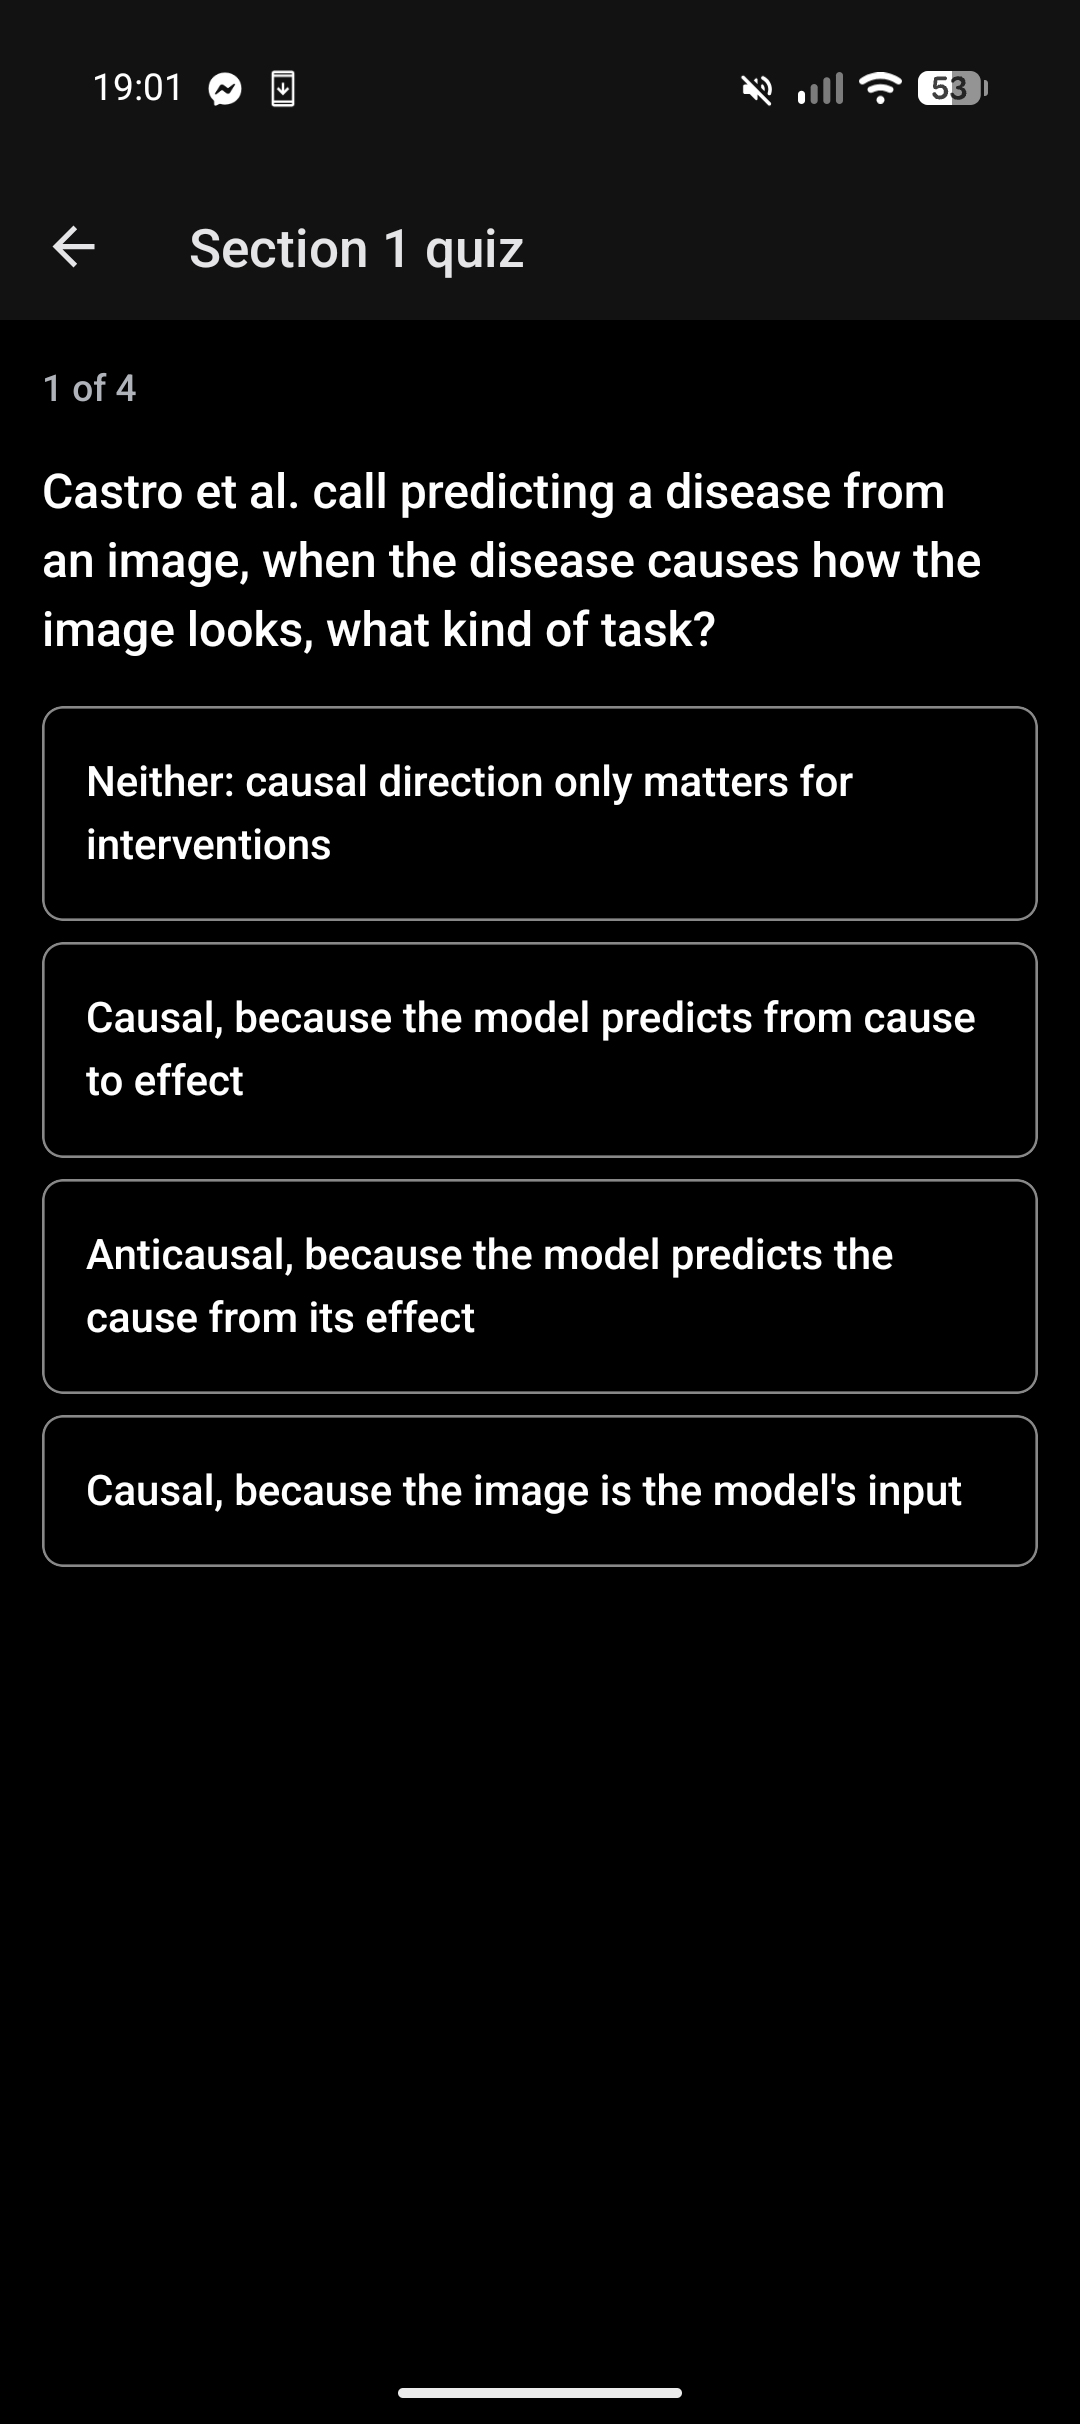 19:01
53
Section 1 quiz
1 of 4
Castro et al. call predicting a disease from
an image, when the disease causes how the
image looks, what kind of task?
Neither: causal direction only matters for
interventions
Causal, because the model predicts from cause
to effect
Anticausal, because the model predicts the
cause from its effect
Causal, because the image is the model's input